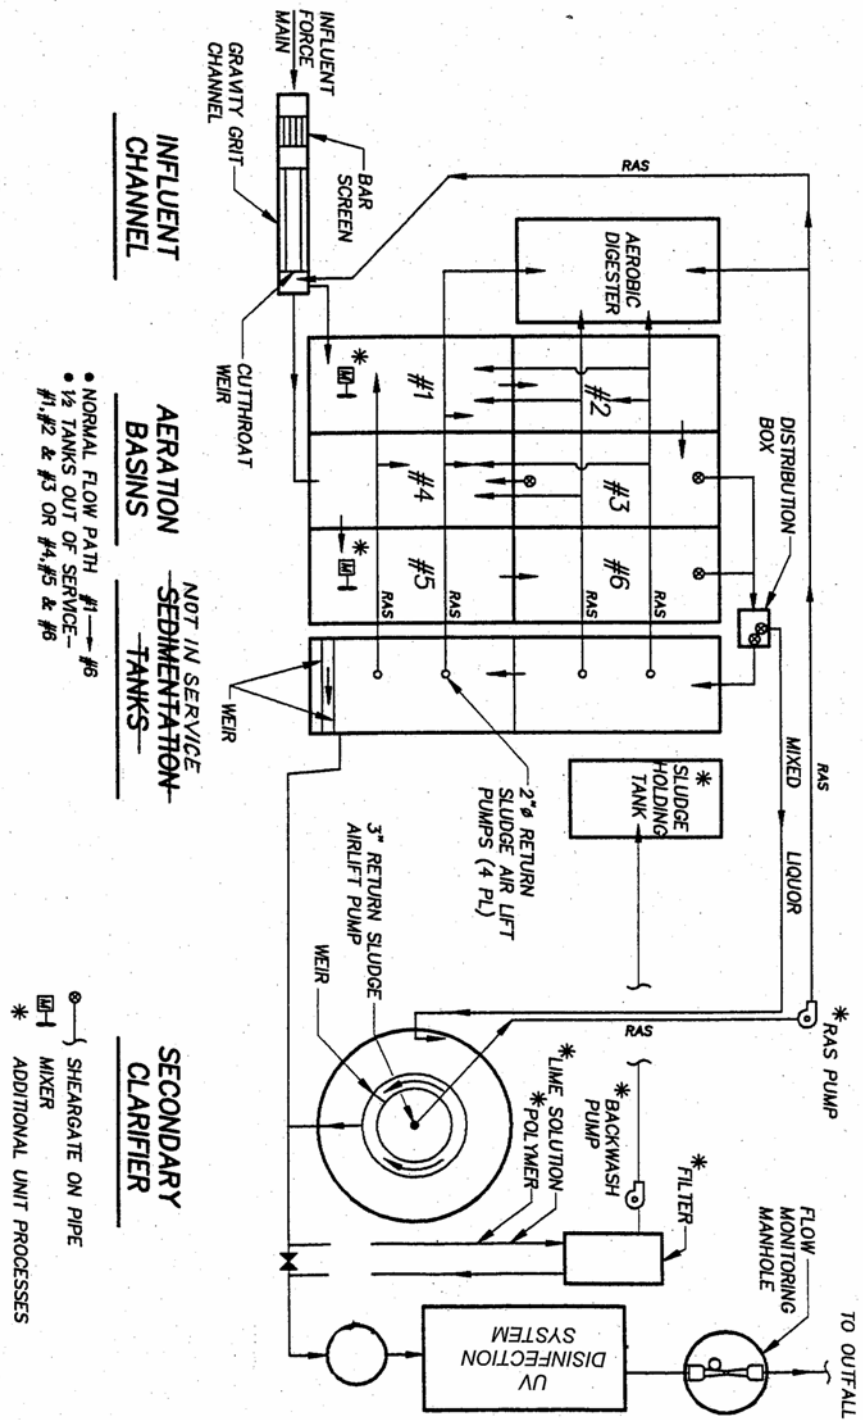 INFLUENT
FORCE
MAIN
GRAVITY GRIT
CHANNEL
BAR
SCREEN
CUTTHROAT
WEIR
INFLUENT
CHANNEL
RAS
AEROBIC
DIGESTER
#1
#2
#3
#4
#5
#6
*
M
*
M
RAS
RAS
RAS
RAS
DISTRIBUTION
BOX
AERATION
BASINS
• NORMAL FLOW PATH #1 → #6
• ½ TANKS OUT OF SERVICE-
#1,#2 & #3 OR #4,#5 & #6
NOT IN SERVICE
SEDIMENTATION
TANKS
WEIR
2"ø RETURN
SLUDGE AIR LIFT
PUMPS (4 PL)
*
SLUDGE
HOLDING
TANK
MIXED LIQUOR
RAS
3" RETURN SLUDGE
AIRLIFT PUMP
WEIR
RAS
* RAS PUMP
* LIME SOLUTION
* POLYMER
* BACKWASH
PUMP
* FILTER
FLOW
MONITORING
MANHOLE
TO OUTFALL
UV
DISINFECTION
SYSTEM
SECONDARY
CLARIFIER
SHEARGATE ON PIPE
M MIXER
* ADDITIONAL UNIT PROCESSES